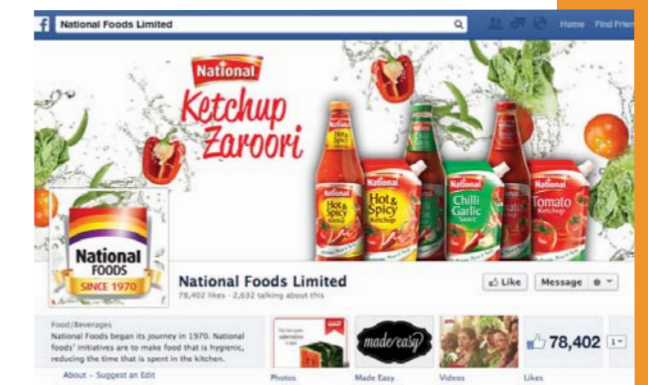 National Foods Limited
Home Find Frien
National
Ketchup
Zaroori
National
Hot & Spicy
National
Hot &
Spicy
Ketchup
National
Chilli
Garlic
Sauce
National
Tomato
Ketchup
National
FOODS
SINCE 1970
National Foods Limited
78,402 likes · 2,632 talking about this
Like
Message
Food/Beverages
National Foods began its journey in 1970. National
foods' initiatives are to make food that is hygienic,
reducing the time that is spent in the kitchen.
About - Suggest an Edit
Photos
made easy
Made Easy
Videos
78,402
Likes
1